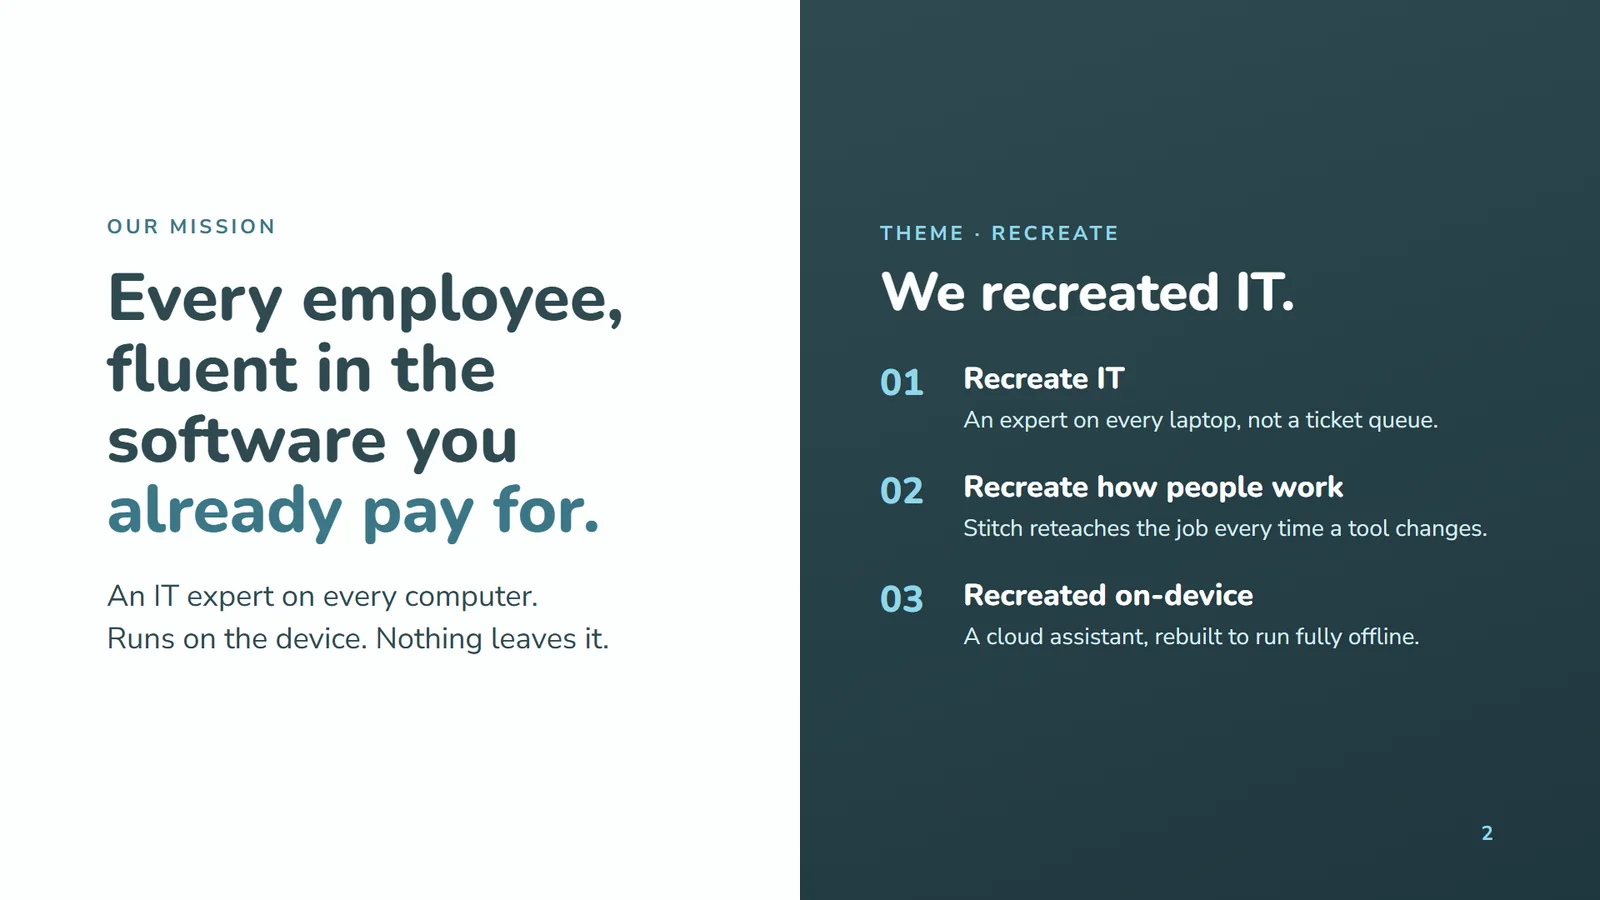 OUR MISSION
Every employee,
fluent in the
software you
already pay for.
An IT expert on every computer.
Runs on the device. Nothing leaves it.
THEME · RECREATE
We recreated IT.
01
Recreate IT
An expert on every laptop, not a ticket queue.
02
Recreate how people work
Stitch reteaches the job every time a tool changes.
03
Recreated on-device
A cloud assistant, rebuilt to run fully offline.
2